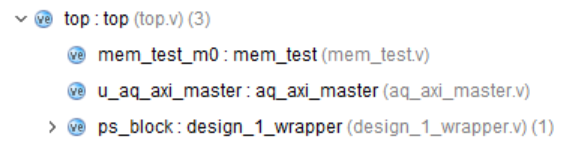 top : top (top.v) (3)
mem_test_m0 : mem_test (mem_test.v)
u_aq_axi_master : aq_axi_master (aq_axi_master.v)
ps_block : design_1_wrapper (design_1_wrapper.v) (1)